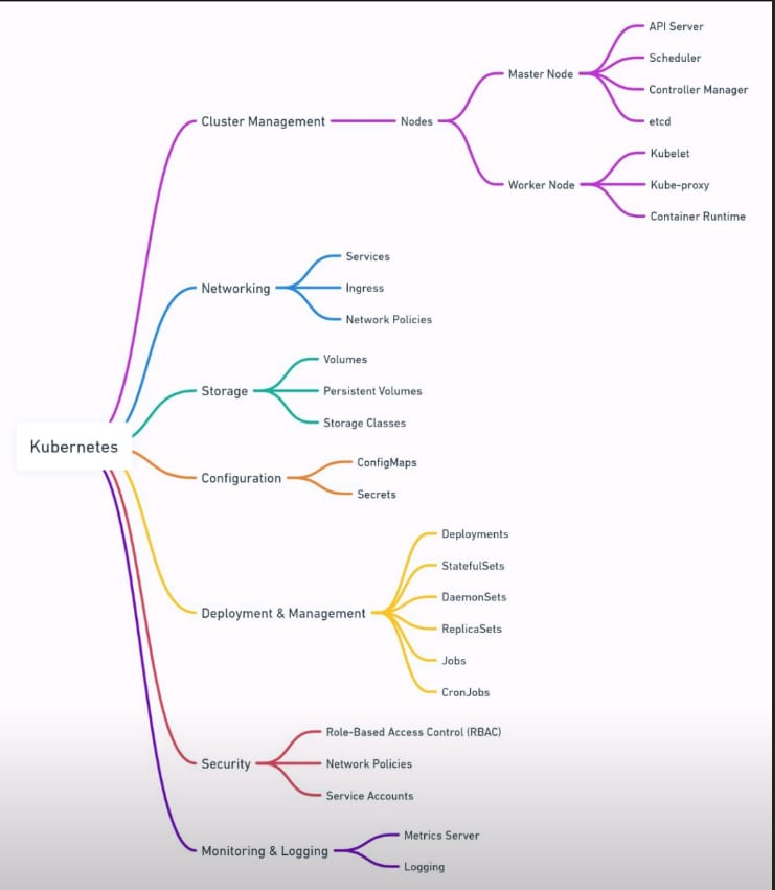 Kubernetes
Cluster Management
Nodes
Master Node
API Server
Scheduler
Controller Manager
etcd
Worker Node
Kubelet
Kube-proxy
Container Runtime
Networking
Services
Ingress
Network Policies
Storage
Volumes
Persistent Volumes
Storage Classes
Configuration
ConfigMaps
Secrets
Deployment & Management
Deployments
StatefulSets
DaemonSets
ReplicaSets
Jobs
CronJobs
Security
Role-Based Access Control (RBAC)
Network Policies
Service Accounts
Monitoring & Logging
Metrics Server
Logging